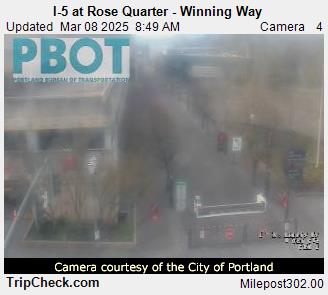 I-5 at Rose Quarter - Winning Way
Updated Mar 08 2025 8:49 AM Camera 4
PBOT
PORTLAND BUREAU OF TRANSPORTATION
Camera courtesy of the City of Portland
TripCheck.com Milepost302.00